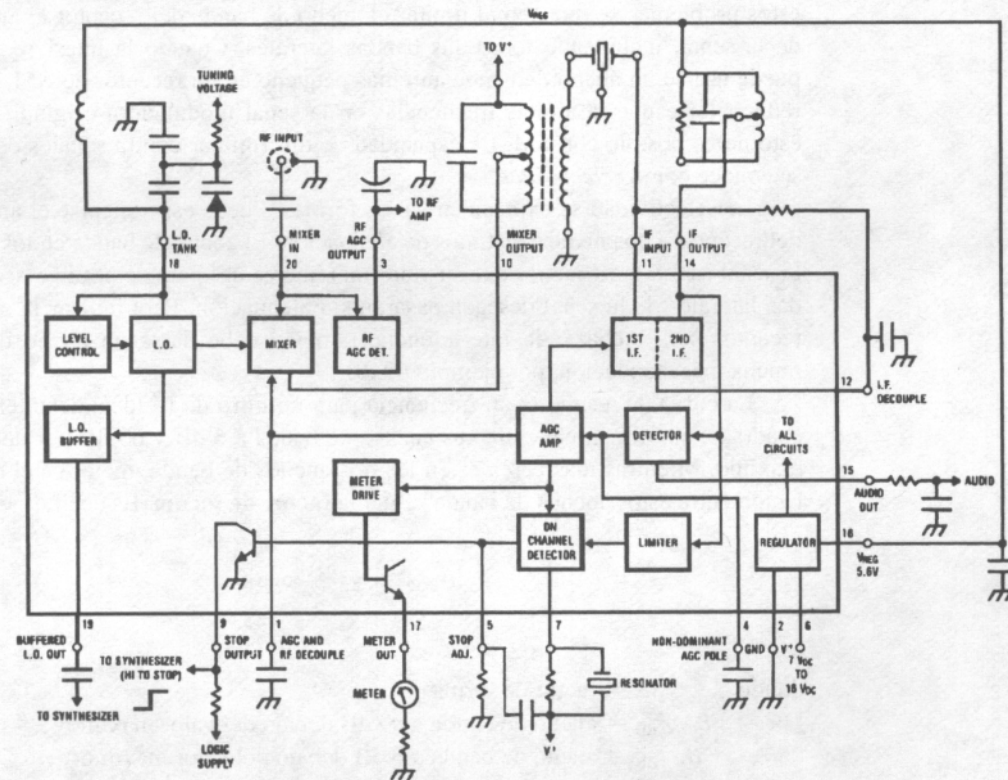 VREG
TO V+
TUNING
VOLTAGE
RF INPUT
TO RF
AMP
L.O.
TANK
18
MIXER
IN
20
RF
AGC
OUTPUT
3
MIXER
OUTPUT
10
IF
INPUT
11
IF
OUTPUT
14
LEVEL
CONTROL
L.O.
MIXER
RF
AGC DET.
1ST
I.F.
2ND
I.F.
12
I.F.
DECOUPLE
L.O.
BUFFER
AGC
AMP
DETECTOR
TO
ALL
CIRCUITS
METER
DRIVE
15
AUDIO
OUT
AUDIO
ON
CHANNEL
DETECTOR
LIMITER
REGULATOR
16
VREG
5.6V
19
9
1
17
5
7
4
2
6
BUFFERED
L.O. OUT
STOP
OUTPUT
AGC AND
RF DECOUPLE
METER
OUT
STOP
ADJ.
NON-DOMINANT
AGC POLE
GND
V+
7 VDC
TO
16 VDC
TO SYNTHESIZER
(HI TO STOP)
METER
RESONATOR
TO SYNTHESIZER
LOGIC
SUPPLY
V+